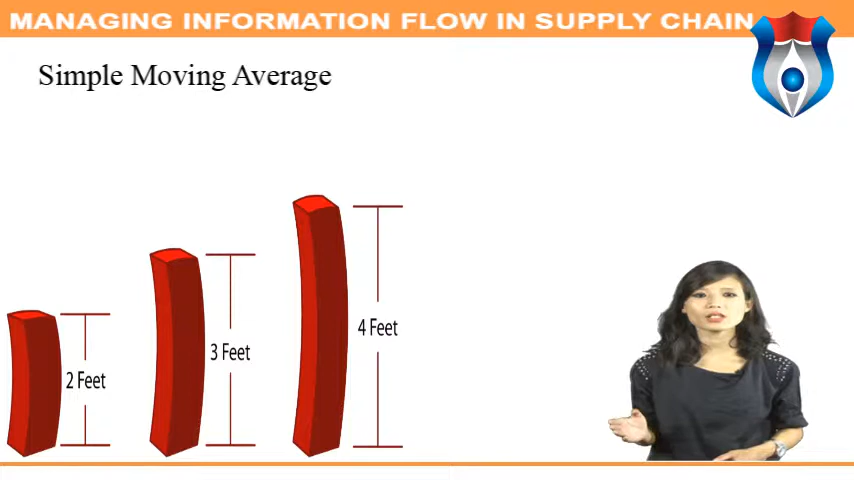 MANAGING INFORMATION FLOW IN SUPPLY CHAIN
Simple Moving Average
2 Feet
3 Feet
4 Feet